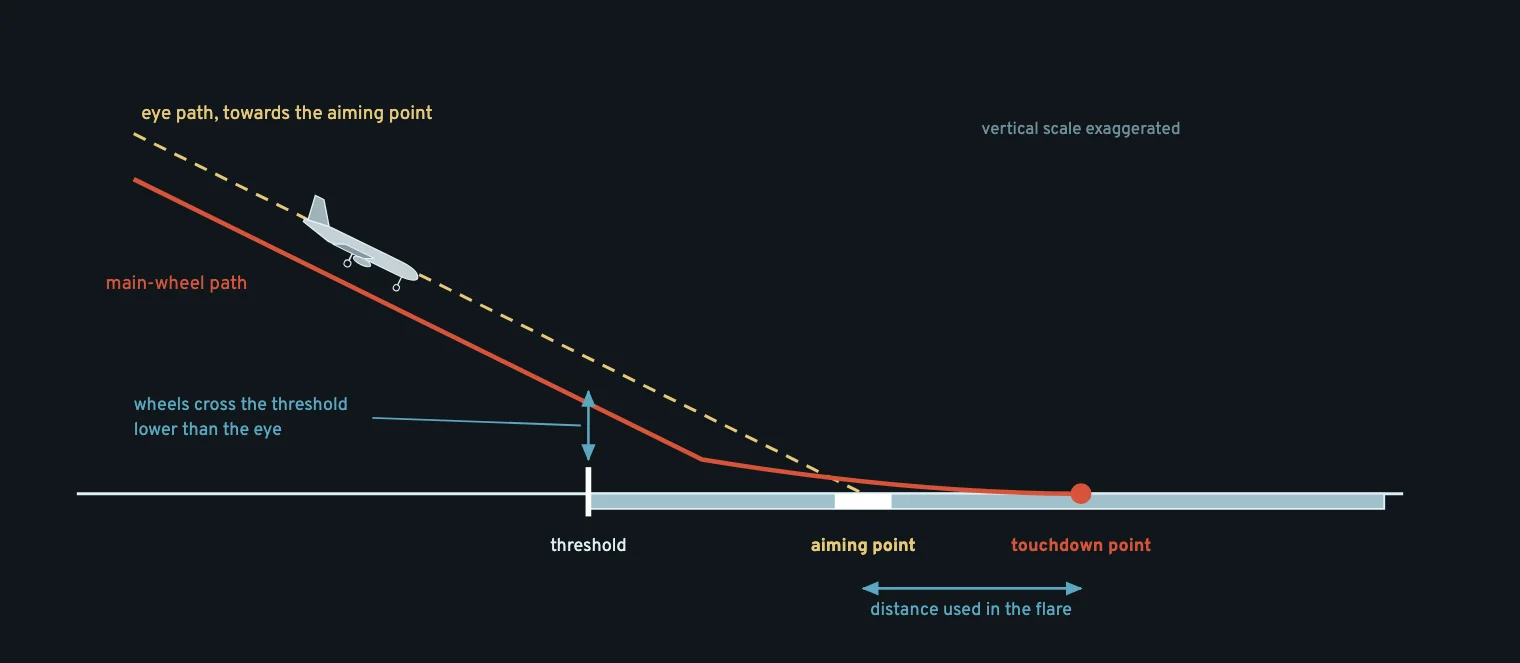 eye path, towards the aiming point
vertical scale exaggerated
main-wheel path
wheels cross the threshold
lower than the eye
threshold
aiming point
touchdown point
distance used in the flare